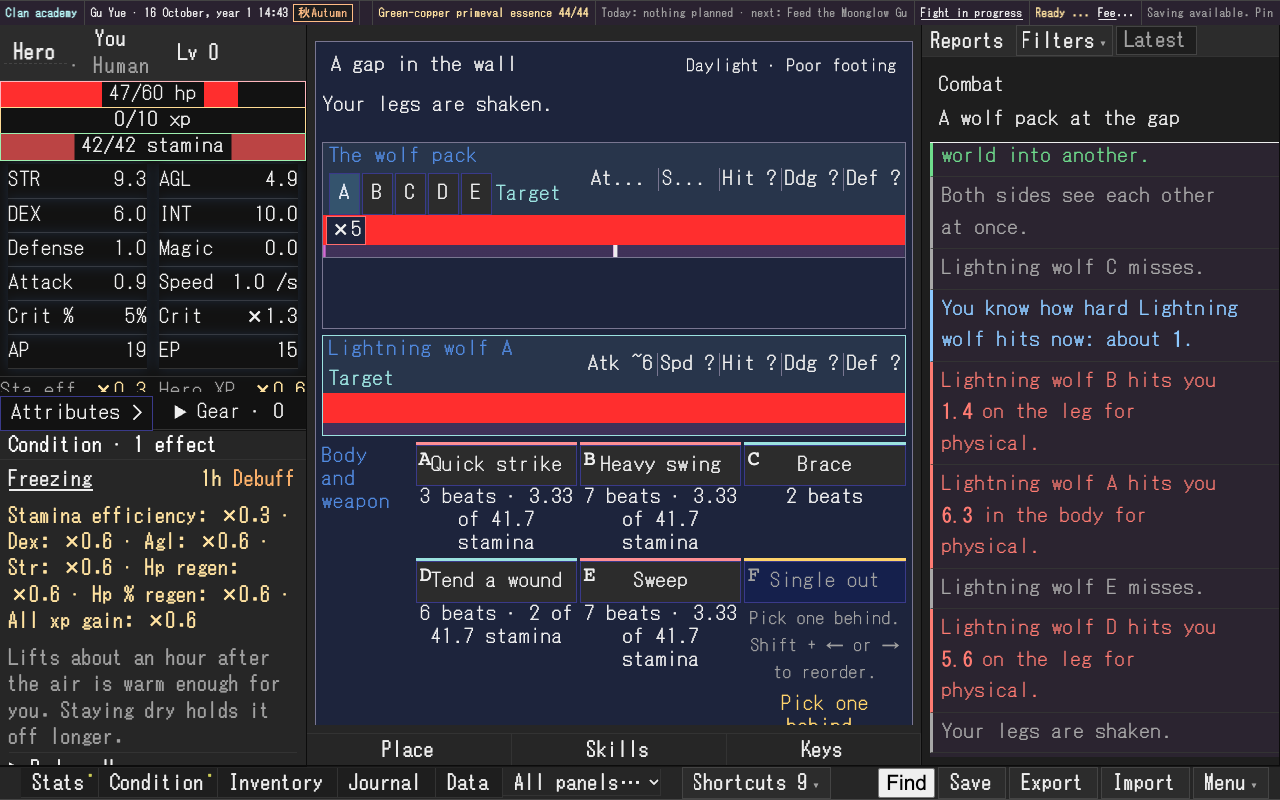 Clan academy
Gu Yue · 16 October, year 1 14:43 秋Autumn
Green-copper primeval essence 44/44
Today: nothing planned · next: Feed the Moonglow Gu
Fight in progress
Ready ... Fee...
Saving available. Pin
Hero · You Human Lv 0
47/60 hp
0/10 xp
42/42 stamina
STR 9.3 AGL 4.9
DEX 6.0 INT 10.0
Defense 1.0 Magic 0.0
Attack 0.9 Speed 1.0 /s
Crit % 5% Crit ×1.3
AP 19 EP 15
Sta eff ×0.3 Hero XP ×0.6
Attributes > ▶ Gear · 0
Condition · 1 effect
Freezing 1h Debuff
Stamina efficiency: ×0.3 ·
Dex: ×0.6 · Agl: ×0.6 ·
Str: ×0.6 · Hp regen:
×0.6 · Hp % regen: ×0.6 ·
All xp gain: ×0.6
Lifts about an hour after
the air is warm enough for
you. Staying dry holds it
off longer.
A gap in the wall
Daylight · Poor footing
Your legs are shaken.
The wolf pack
A B C D E Target
At... |S... |Hit ?|Ddg ?|Def ?
×5
Lightning wolf A
Target
Atk ~6|Spd ?|Hit ?|Ddg ?|Def ?
Body
and
weapon
A Quick strike
3 beats · 3.33
of 41.7
stamina
B Heavy swing
7 beats · 3.33
of 41.7
stamina
C Brace
2 beats
D Tend a wound
6 beats · 2 of
41.7 stamina
E Sweep
7 beats · 3.33
of 41.7
stamina
F Single out
Pick one behind.
Shift + ← or →
to reorder.
Pick one
behind.
Place Skills Keys
Reports Filters ▾ Latest
Combat
A wolf pack at the gap
world into another.
Both sides see each other
at once.
Lightning wolf C misses.
You know how hard Lightning
wolf hits now: about 1.
Lightning wolf B hits you
1.4 on the leg for
physical.
Lightning wolf A hits you
6.3 in the body for
physical.
Lightning wolf E misses.
Lightning wolf D hits you
5.6 on the leg for
physical.
Your legs are shaken.
Stats Condition Inventory Journal Data All panels… Shortcuts 9 ▾ Find Save Export Import Menu ▾